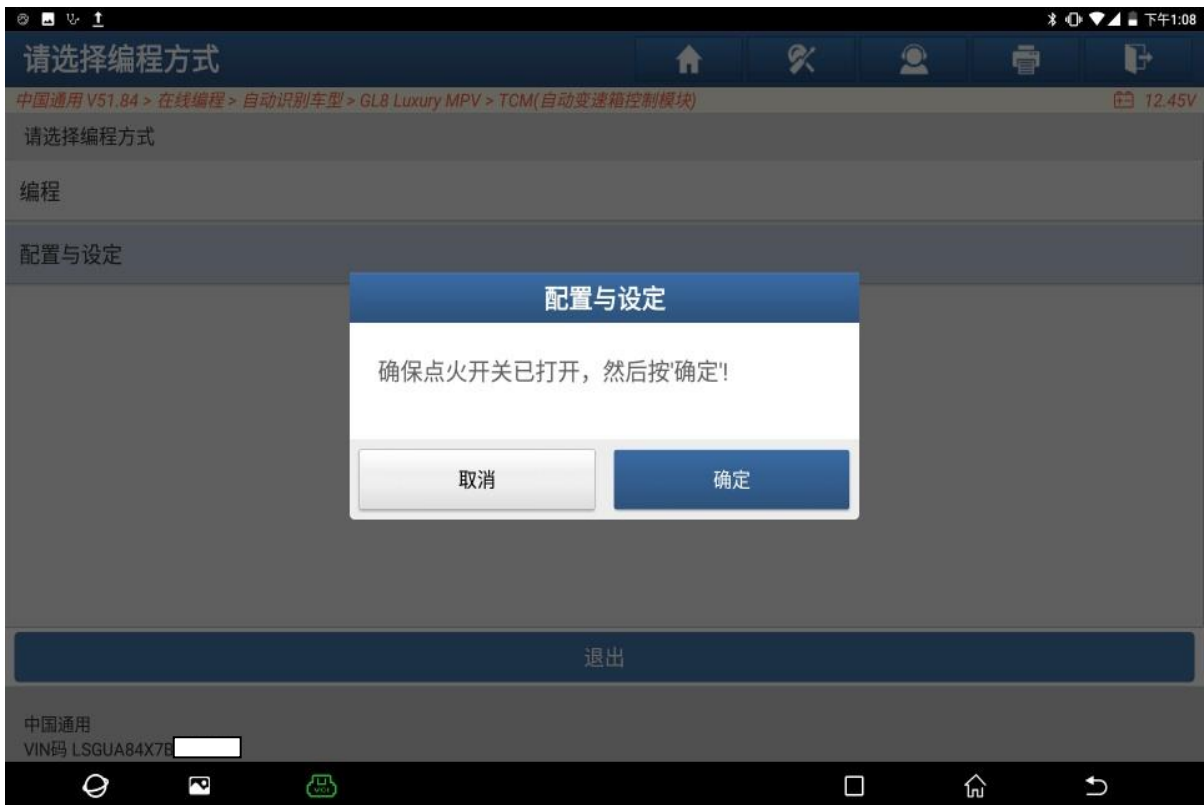 下午1:08
请选择编程方式
中国通用 V51.84 > 在线编程 > 自动识别车型 > GL8 Luxury MPV > TCM(自动变速箱控制模块)
12.45V
请选择编程方式
编程
配置与设定
配置与设定
确保点火开关已打开，然后按'确定'!
取消
确定
退出
中国通用
VIN码 LSGUA84X7B
VCI